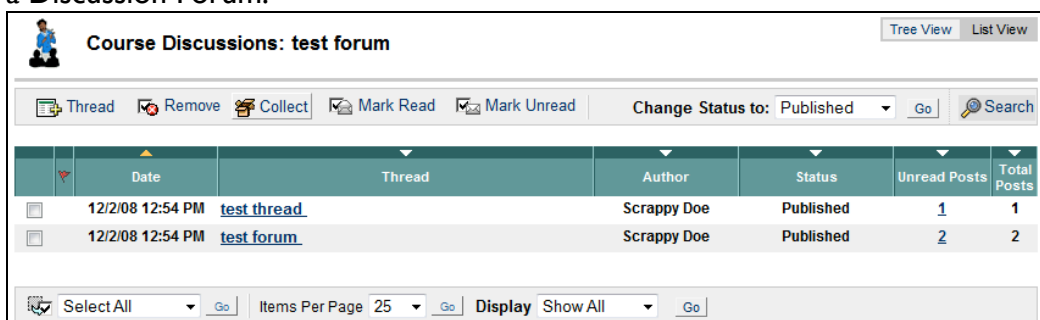 a Discussion Forum.
Course Discussions: test forum
Tree View List View
Thread Remove Collect Mark Read Mark Unread Change Status to: Published Go Search
Date Thread Author Status Unread Posts Total Posts
12/2/08 12:54 PM test thread Scrappy Doe Published 1 1
12/2/08 12:54 PM test forum Scrappy Doe Published 2 2
Select All Go Items Per Page 25 Go Display Show All Go